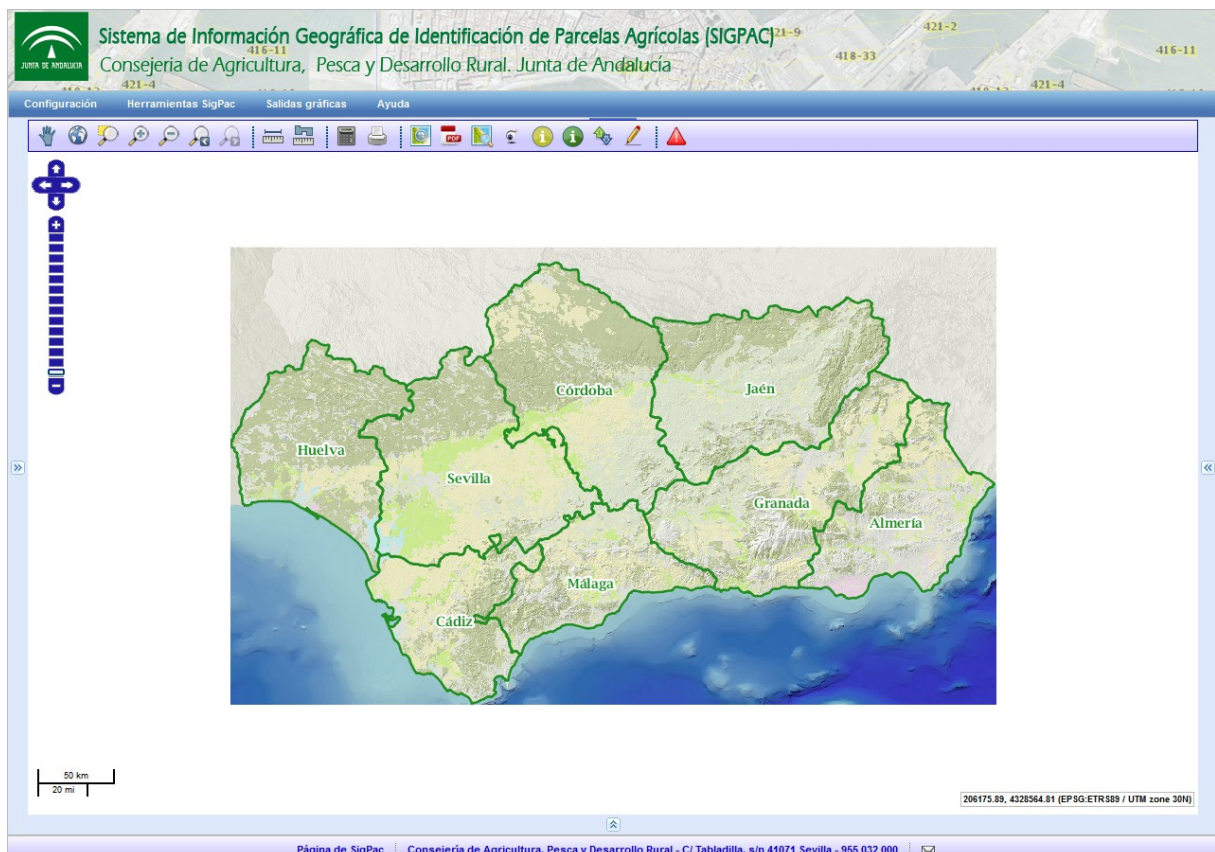 Sistema de Información Geográfica de Identificación de Parcelas Agrícolas (SIGPAC)
Consejeria de Agricultura, Pesca y Desarrollo Rural. Junta de Andalucía
JUNTA DE ANDALUCIA
416-11
421-4
421-9
418-33
421-2
421-4
416-11
Configuración
Herramientas SigPac
Salidas gráficas
Ayuda
PDF
Córdoba
Jaén
Huelva
Sevilla
Granada
Almería
Málaga
Cádiz
50 km
20 mi
206175.89, 4328564.81 (EPSG:ETRS89 / UTM zone 30N)
Página de SigPac
Consejería de Agricultura, Pesca y Desarrollo Rural - C/ Tabladilla, s/n 41071 Sevilla - 955 032 000